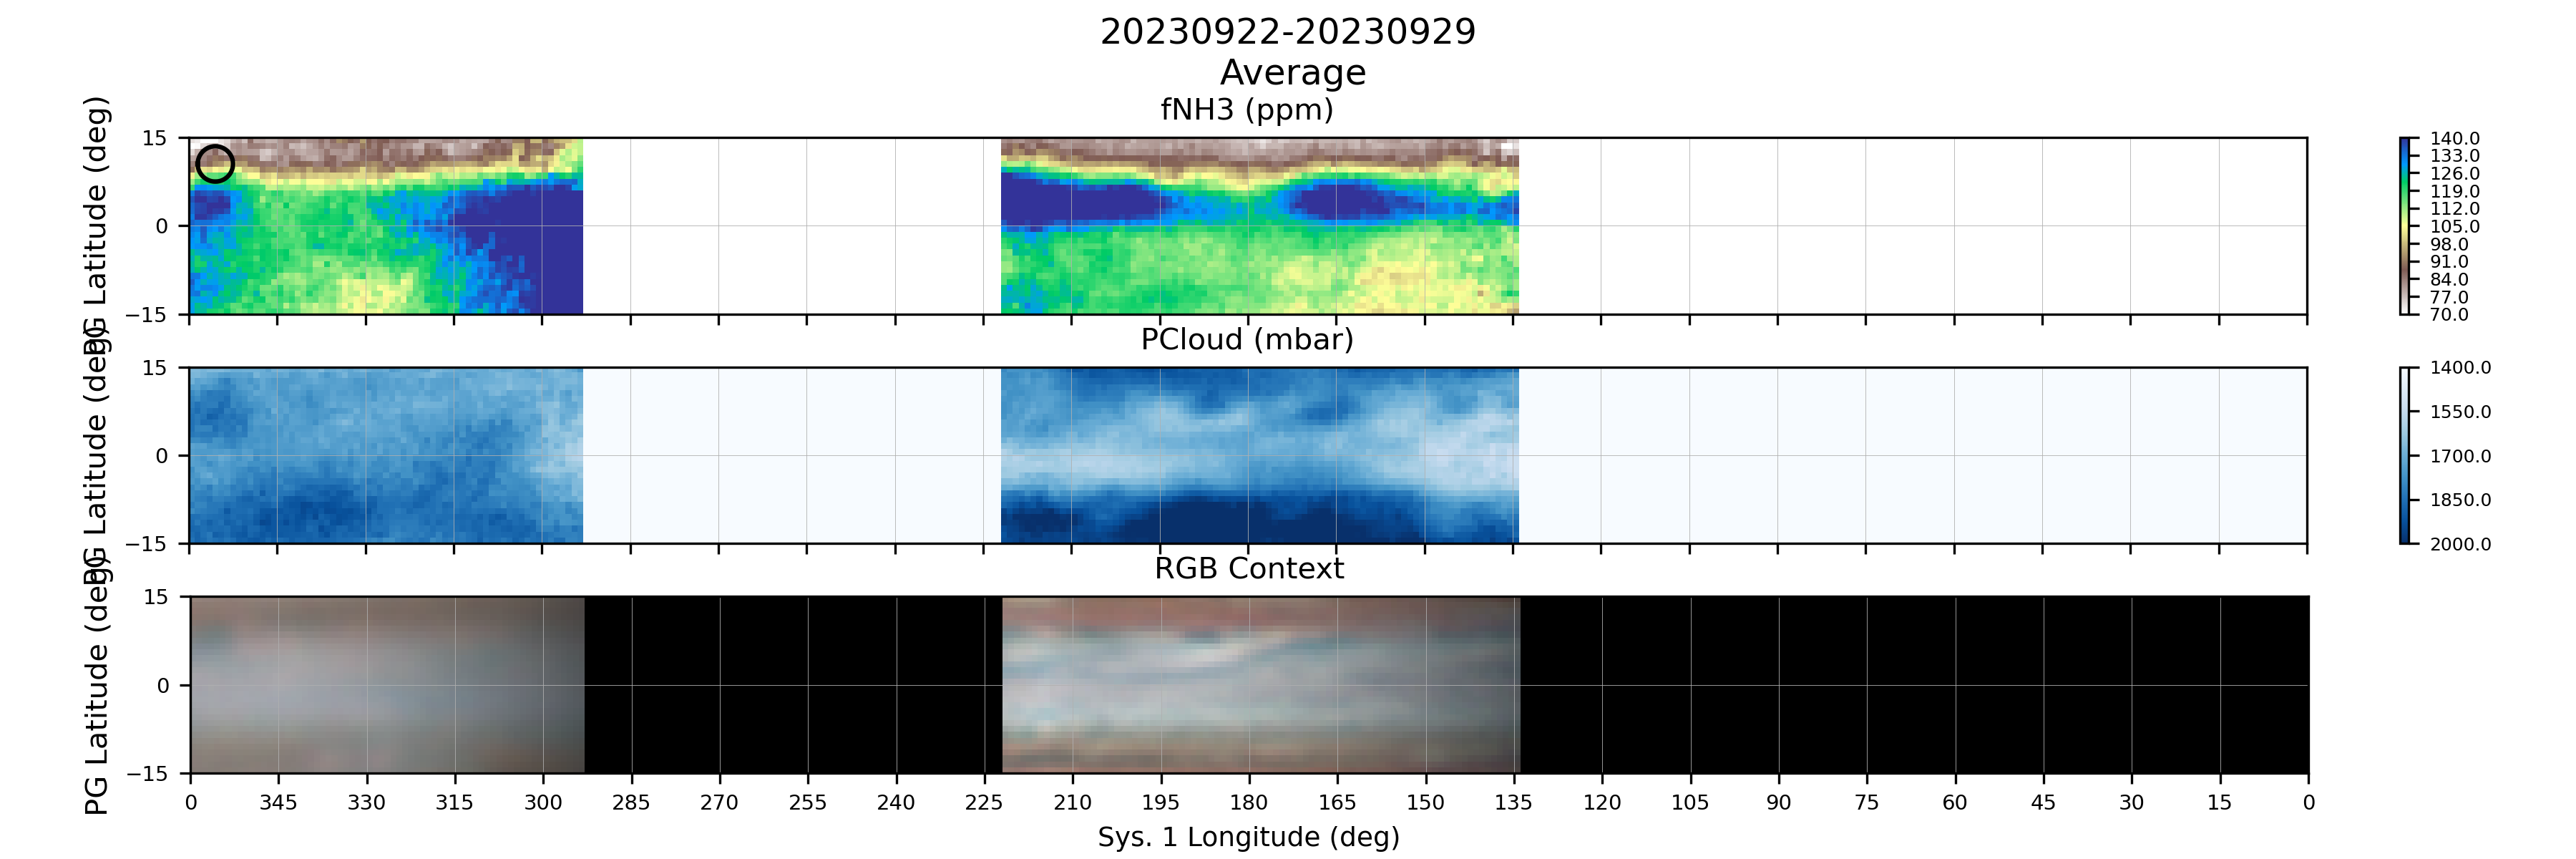 20230922-20230929
Average
fNH3 (ppm)
PG Latitude (deg)
15
0
−15
140.0
133.0
126.0
119.0
112.0
105.0
98.0
91.0
84.0
77.0
70.0
PCloud (mbar)
PG Latitude (deg)
15
0
−15
1400.0
1550.0
1700.0
1850.0
2000.0
RGB Context
PG Latitude (deg)
15
0
−15
0 345 330 315 300 285 270 255 240 225 210 195 180 165 150 135 120 105 90 75 60 45 30 15 0
Sys. 1 Longitude (deg)